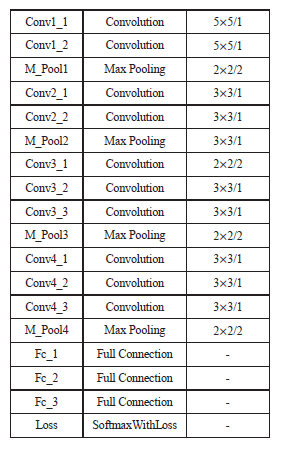 Conv1_1 Convolution 5×5/1
Conv1_2 Convolution 5×5/1
M_Pool1 Max Pooling 2×2/2
Conv2_1 Convolution 3×3/1
Conv2_2 Convolution 3×3/1
M_Pool2 Max Pooling 3×3/1
Conv3_1 Convolution 2×2/2
Conv3_2 Convolution 3×3/1
Conv3_3 Convolution 3×3/1
M_Pool3 Max Pooling 2×2/2
Conv4_1 Convolution 3×3/1
Conv4_2 Convolution 3×3/1
Conv4_3 Convolution 3×3/1
M_Pool4 Max Pooling 2×2/2
Fc_1 Full Connection -
Fc_2 Full Connection -
Fc_3 Full Connection -
Loss SoftmaxWithLoss -